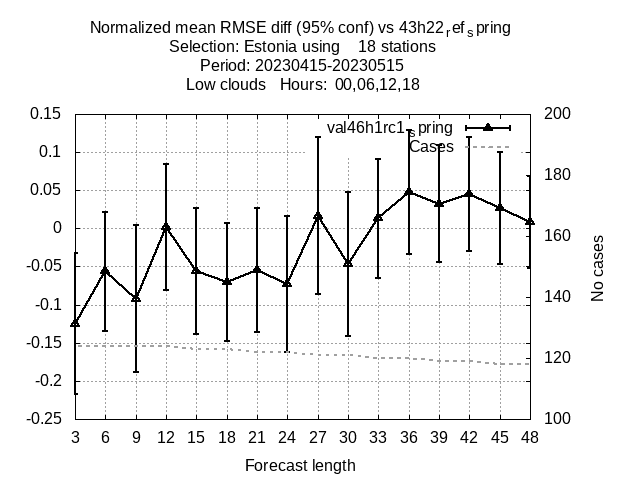 Normalized mean RMSE diff (95% conf) vs 43h22refspring
Selection: Estonia using    18 stations
Period: 20230415-20230515
Low clouds   Hours: 00,06,12,18
val46h1rc1spring
Cases
0.15
0.1
0.05
0
-0.05
-0.1
-0.15
-0.2
-0.25
200
180
160
140
120
100
No cases
3 6 9 12 15 18 21 24 27 30 33 36 39 42 45 48
Forecast length